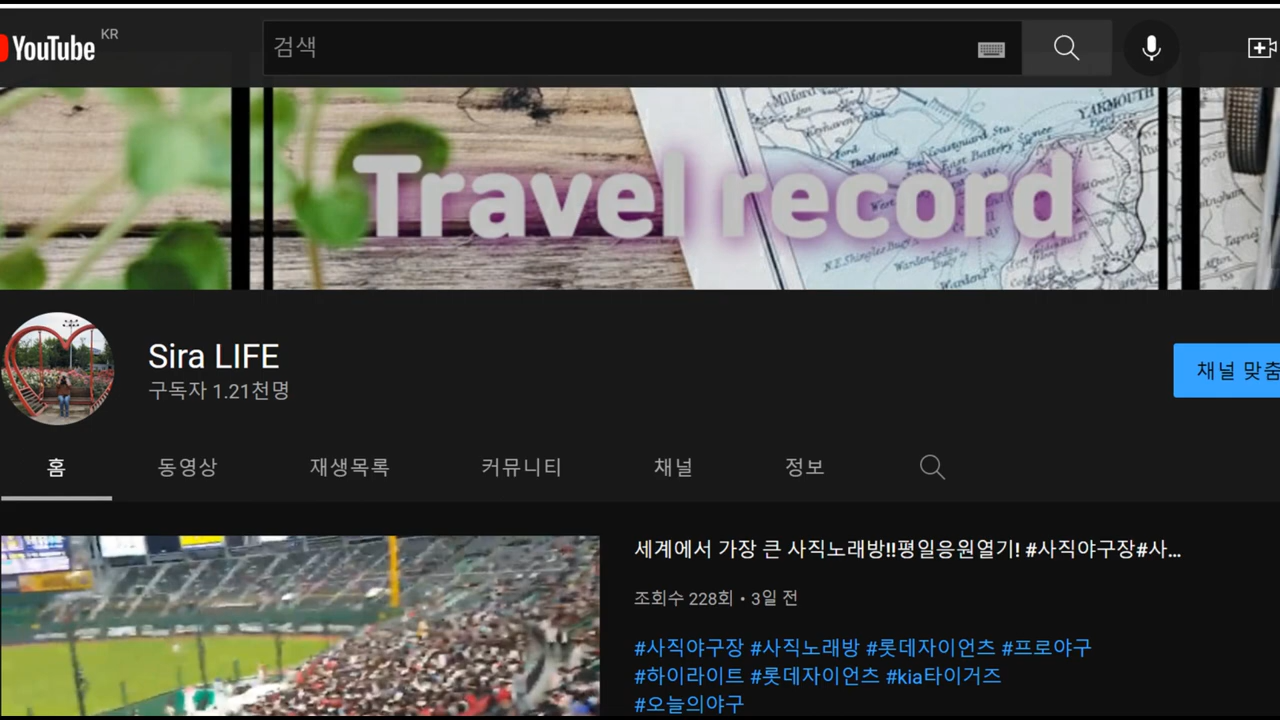 YouTube KR
검색
Travel record
Milford
YARMOUTH
Sira LIFE
구독자 1.21천명
채널 맞춤
홈 동영상 재생목록 커뮤니티 채널 정보
세계에서 가장 큰 사직노래방!!평일응원열기! #사직야구장#사...
조회수 228회 • 3일 전
#사직야구장 #사직노래방 #롯데자이언츠 #프로야구
#하이라이트 #롯데자이언츠 #kia타이거즈
#오늘의야구